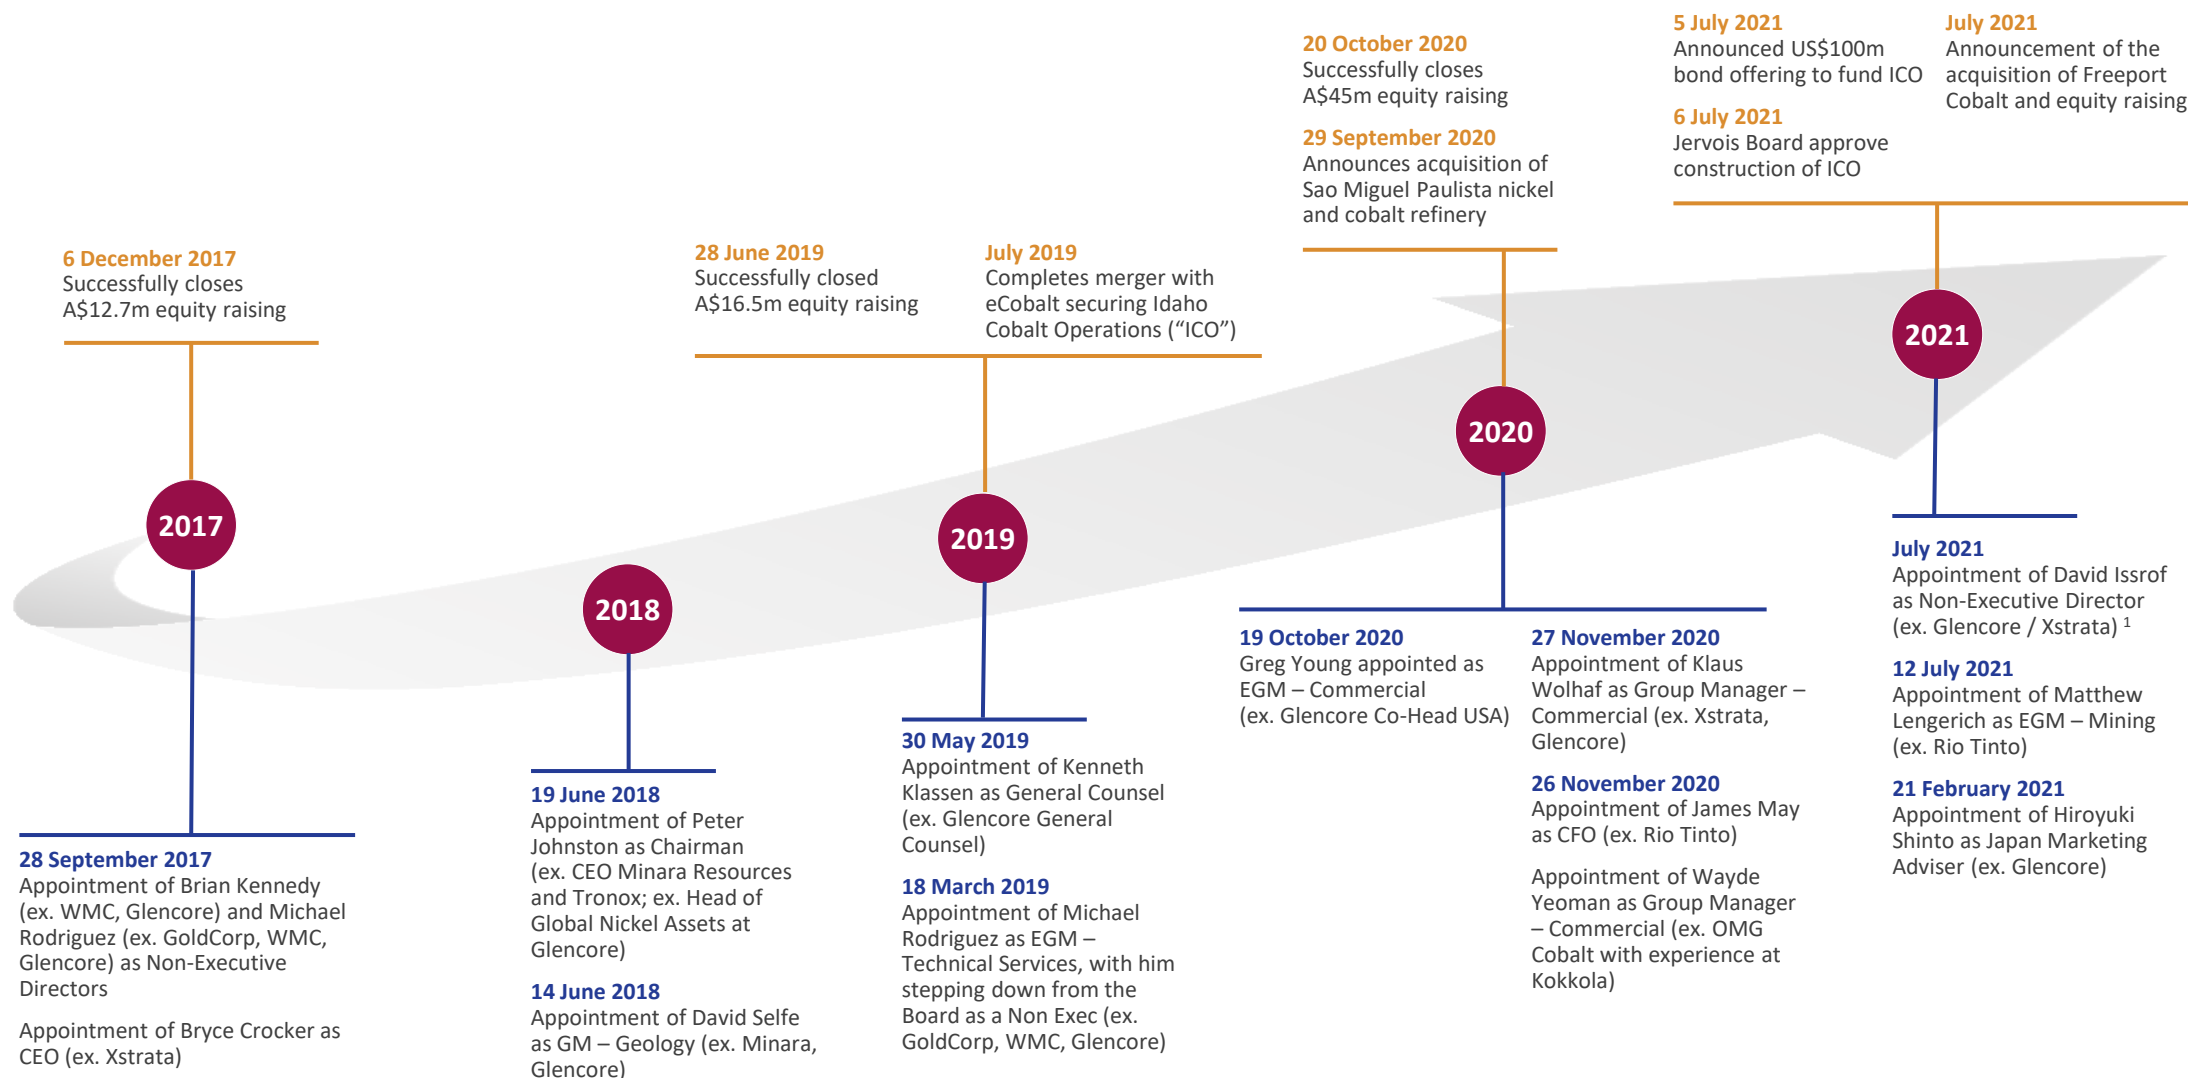 6 December 2017
Successfully closes
A$12.7m equity raising
28 June 2019
Successfully closed
A$16.5m equity raising
July 2019
Completes merger with
eCobalt securing Idaho
Cobalt Operations (“ICO”)
20 October 2020
Successfully closes
A$45m equity raising
29 September 2020
Announces acquisition of
Sao Miguel Paulista nickel
and cobalt refinery
5 July 2021
Announced US$100m
bond offering to fund ICO
6 July 2021
Jervois Board approve
construction of ICO
July 2021
Announcement of the
acquisition of Freeport
Cobalt and equity raising
2017
2018
2019
2020
2021
28 September 2017
Appointment of Brian Kennedy
(ex. WMC, Glencore) and Michael
Rodriguez (ex. GoldCorp, WMC,
Glencore) as Non-Executive
Directors
Appointment of Bryce Crocker as
CEO (ex. Xstrata)
19 June 2018
Appointment of Peter
Johnston as Chairman
(ex. CEO Minara Resources
and Tronox; ex. Head of
Global Nickel Assets at
Glencore)
14 June 2018
Appointment of David Selfe
as GM – Geology (ex. Minara,
Glencore)
30 May 2019
Appointment of Kenneth
Klassen as General Counsel
(ex. Glencore General
Counsel)
18 March 2019
Appointment of Michael
Rodriguez as EGM –
Technical Services, with him
stepping down from the
Board as a Non Exec (ex.
GoldCorp, WMC, Glencore)
19 October 2020
Greg Young appointed as
EGM – Commercial
(ex. Glencore Co-Head USA)
27 November 2020
Appointment of Klaus
Wolhaf as Group Manager –
Commercial (ex. Xstrata,
Glencore)
26 November 2020
Appointment of James May
as CFO (ex. Rio Tinto)
Appointment of Wayde
Yeoman as Group Manager
– Commercial (ex. OMG
Cobalt with experience at
Kokkola)
July 2021
Appointment of David Issrof
as Non-Executive Director
(ex. Glencore / Xstrata) 1
12 July 2021
Appointment of Matthew
Lengerich as EGM – Mining
(ex. Rio Tinto)
21 February 2021
Appointment of Hiroyuki
Shinto as Japan Marketing
Adviser (ex. Glencore)